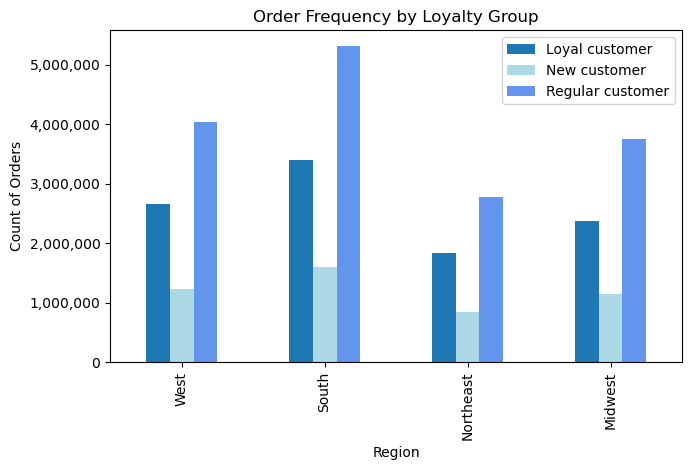 Order Frequency by Loyalty Group
Loyal customer
New customer
Regular customer
Count of Orders
5,000,000
4,000,000
3,000,000
2,000,000
1,000,000
0
West
South
Northeast
Midwest
Region